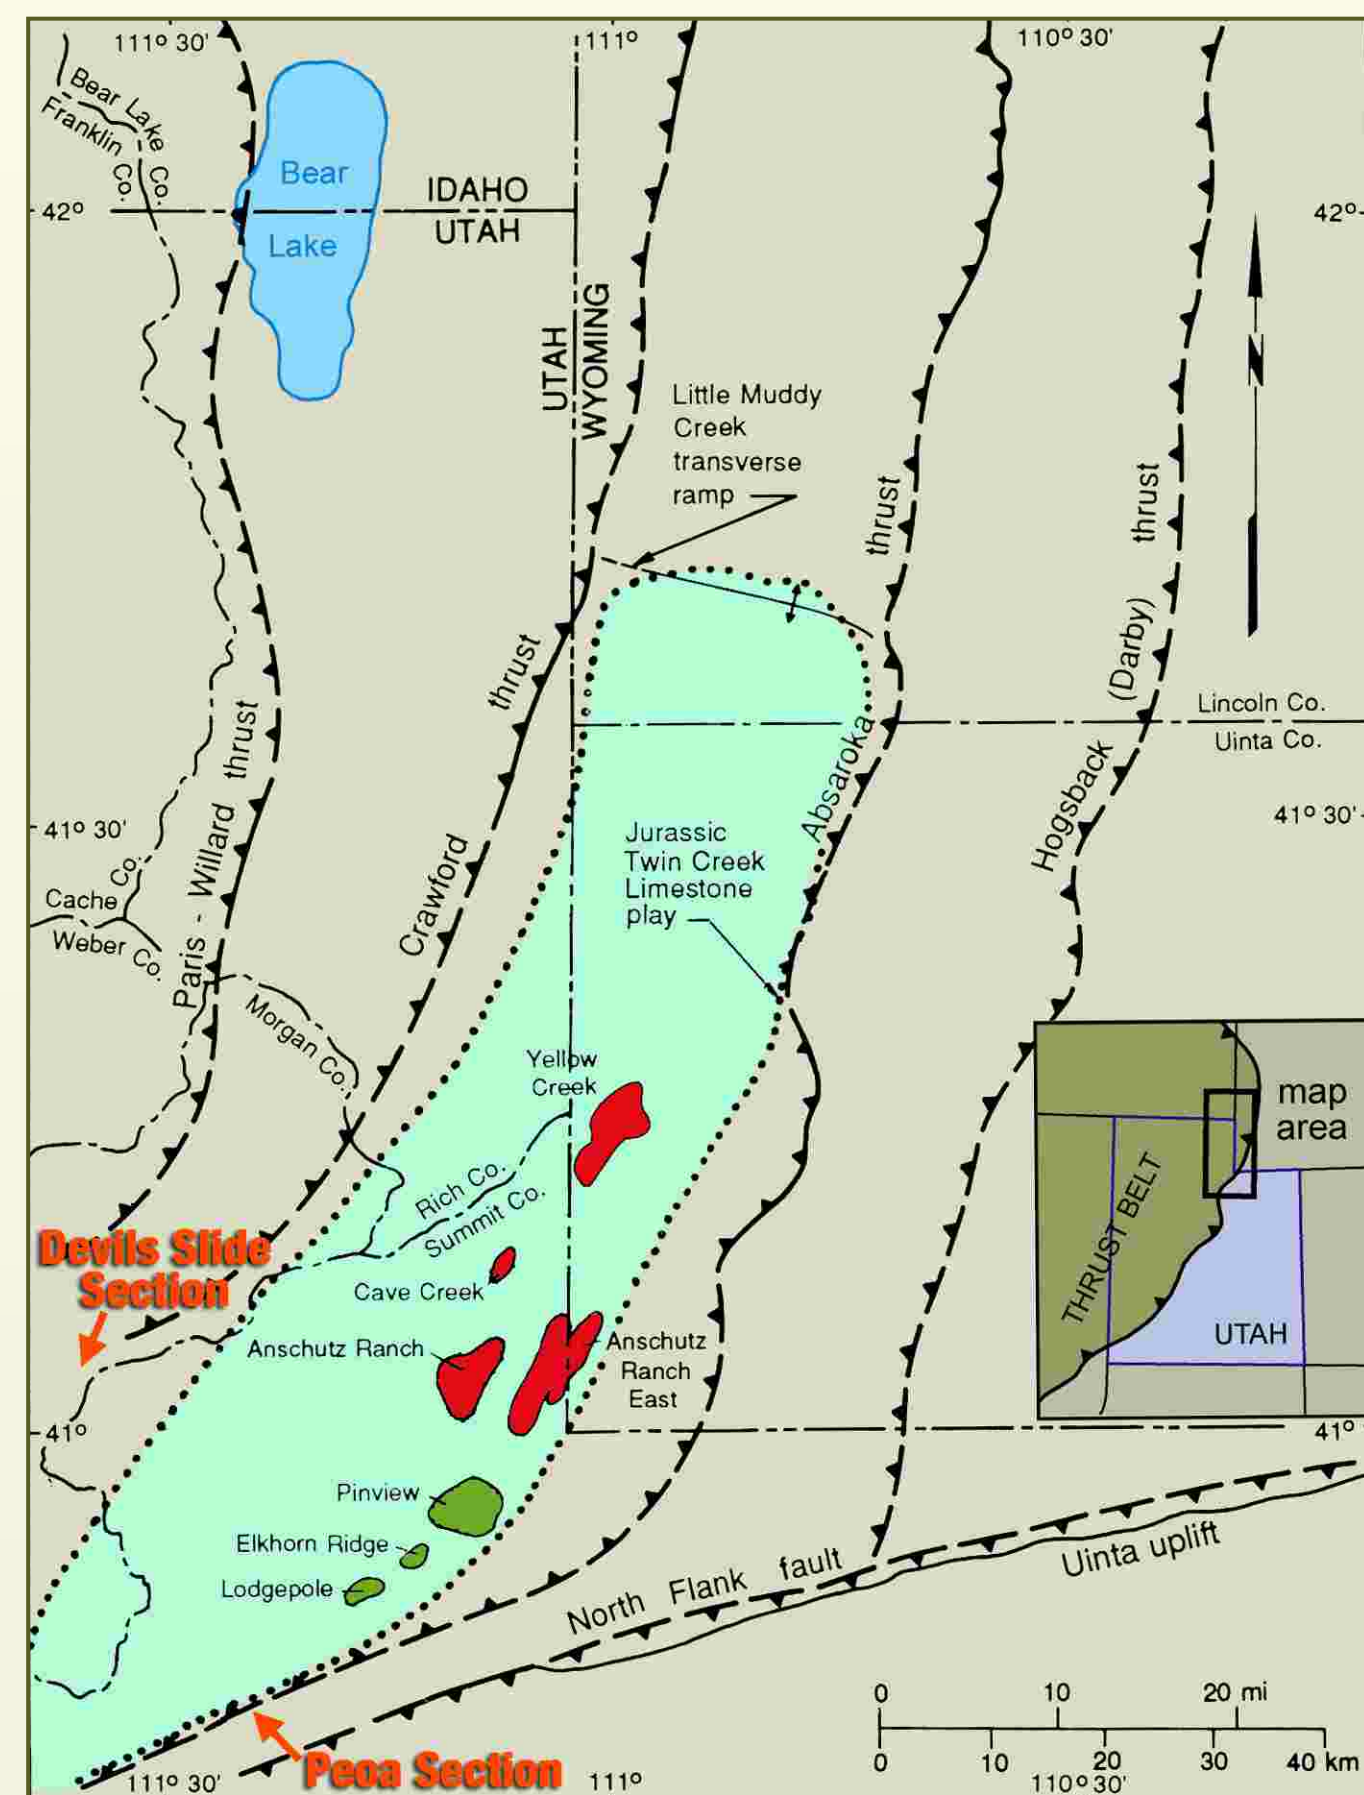 111° 30'
111°
110° 30'
Bear Lake Co.
Franklin Co.
Bear
Lake
IDAHO
UTAH
42°
42°
UTAH
WYOMING
N
Little Muddy
Creek
transverse
ramp
thrust
thrust
thrust
(Darby)
Lincoln Co.
Uinta Co.
Absaroka
Hogsback
Paris - Willard thrust
Crawford
41° 30'
41° 30'
Jurassic
Twin Creek
Limestone
play
Cache Co.
Weber Co.
Morgan Co.
Yellow
Creek
Rich Co.
Summit Co.
map
area
THRUST BELT
UTAH
Devils Slide
Section
Cave Creek
Anschutz Ranch
Anschutz
Ranch
East
41°
41°
Pinview
Elkhorn Ridge
Lodgepole
North Flank fault
Uinta uplift
0 10 20 mi
0 10 20 30 40 km
Peoa Section
111° 30'
111°
110° 30'